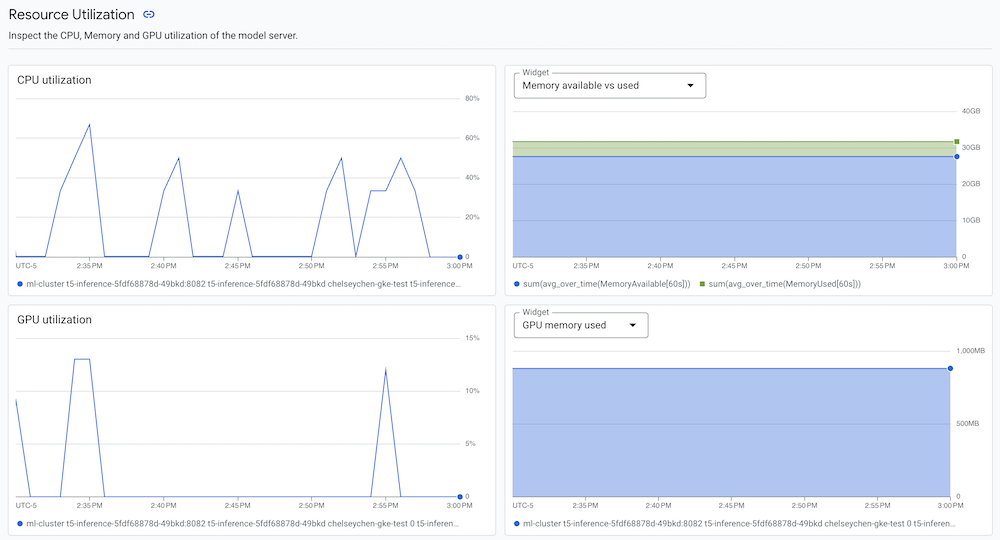 Resource Utilization
Inspect the CPU, Memory and GPU utilization of the model server.
CPU utilization
80%
60%
40%
20%
0
UTC-5 2:35 PM 2:40 PM 2:45 PM 2:50 PM 2:55 PM 3:00 PM
ml-cluster t5-inference-5fdf68878d-49bkd:8082 t5-inference-5fdf68878d-49bkd chelseychen-gke-test t5-inference...
Widget
Memory available vs used
40GB
30GB
20GB
10GB
0
UTC-5 2:35 PM 2:40 PM 2:45 PM 2:50 PM 2:55 PM 3:00 PM
sum(avg_over_time(MemoryAvailable[60s])) sum(avg_over_time(MemoryUsed[60s]))
GPU utilization
15%
10%
5%
0
UTC-5 2:35 PM 2:40 PM 2:45 PM 2:50 PM 2:55 PM 3:00 PM
ml-cluster t5-inference-5fdf68878d-49bkd:8082 t5-inference-5fdf68878d-49bkd chelseychen-gke-test 0 t5-inferen...
Widget
GPU memory used
1,000MB
500MB
0
UTC-5 2:35 PM 2:40 PM 2:45 PM 2:50 PM 2:55 PM 3:00 PM
ml-cluster t5-inference-5fdf68878d-49bkd:8082 t5-inference-5fdf68878d-49bkd chelseychen-gke-test 0 t5-inferen...